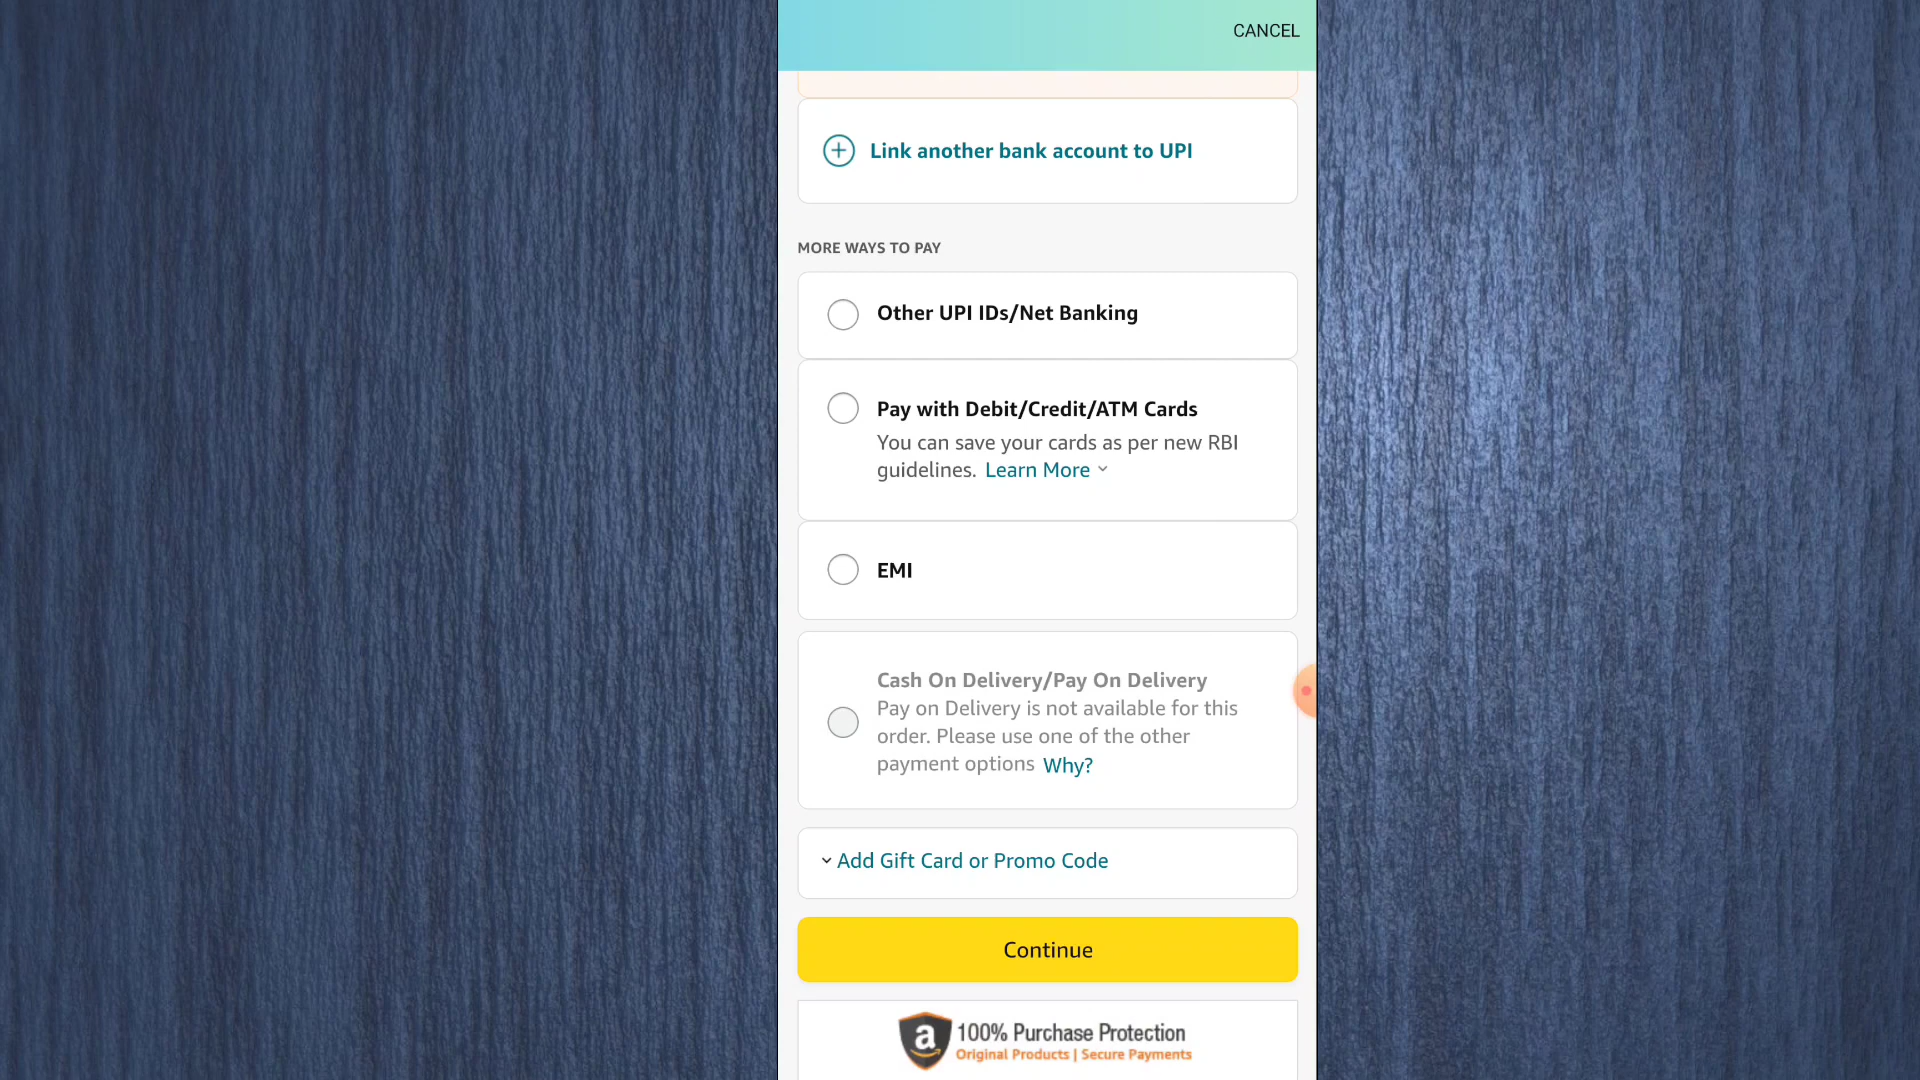 CANCEL
Link another bank account to UPI
MORE WAYS TO PAY
Other UPI IDs/Net Banking
Pay with Debit/Credit/ATM Cards
You can save your cards as per new RBI
guidelines. Learn More
EMI
Cash On Delivery/Pay On Delivery
Pay on Delivery is not available for this
order. Please use one of the other
payment options Why?
Add Gift Card or Promo Code
Continue
a 100% Purchase Protection
Original Products | Secure Payments